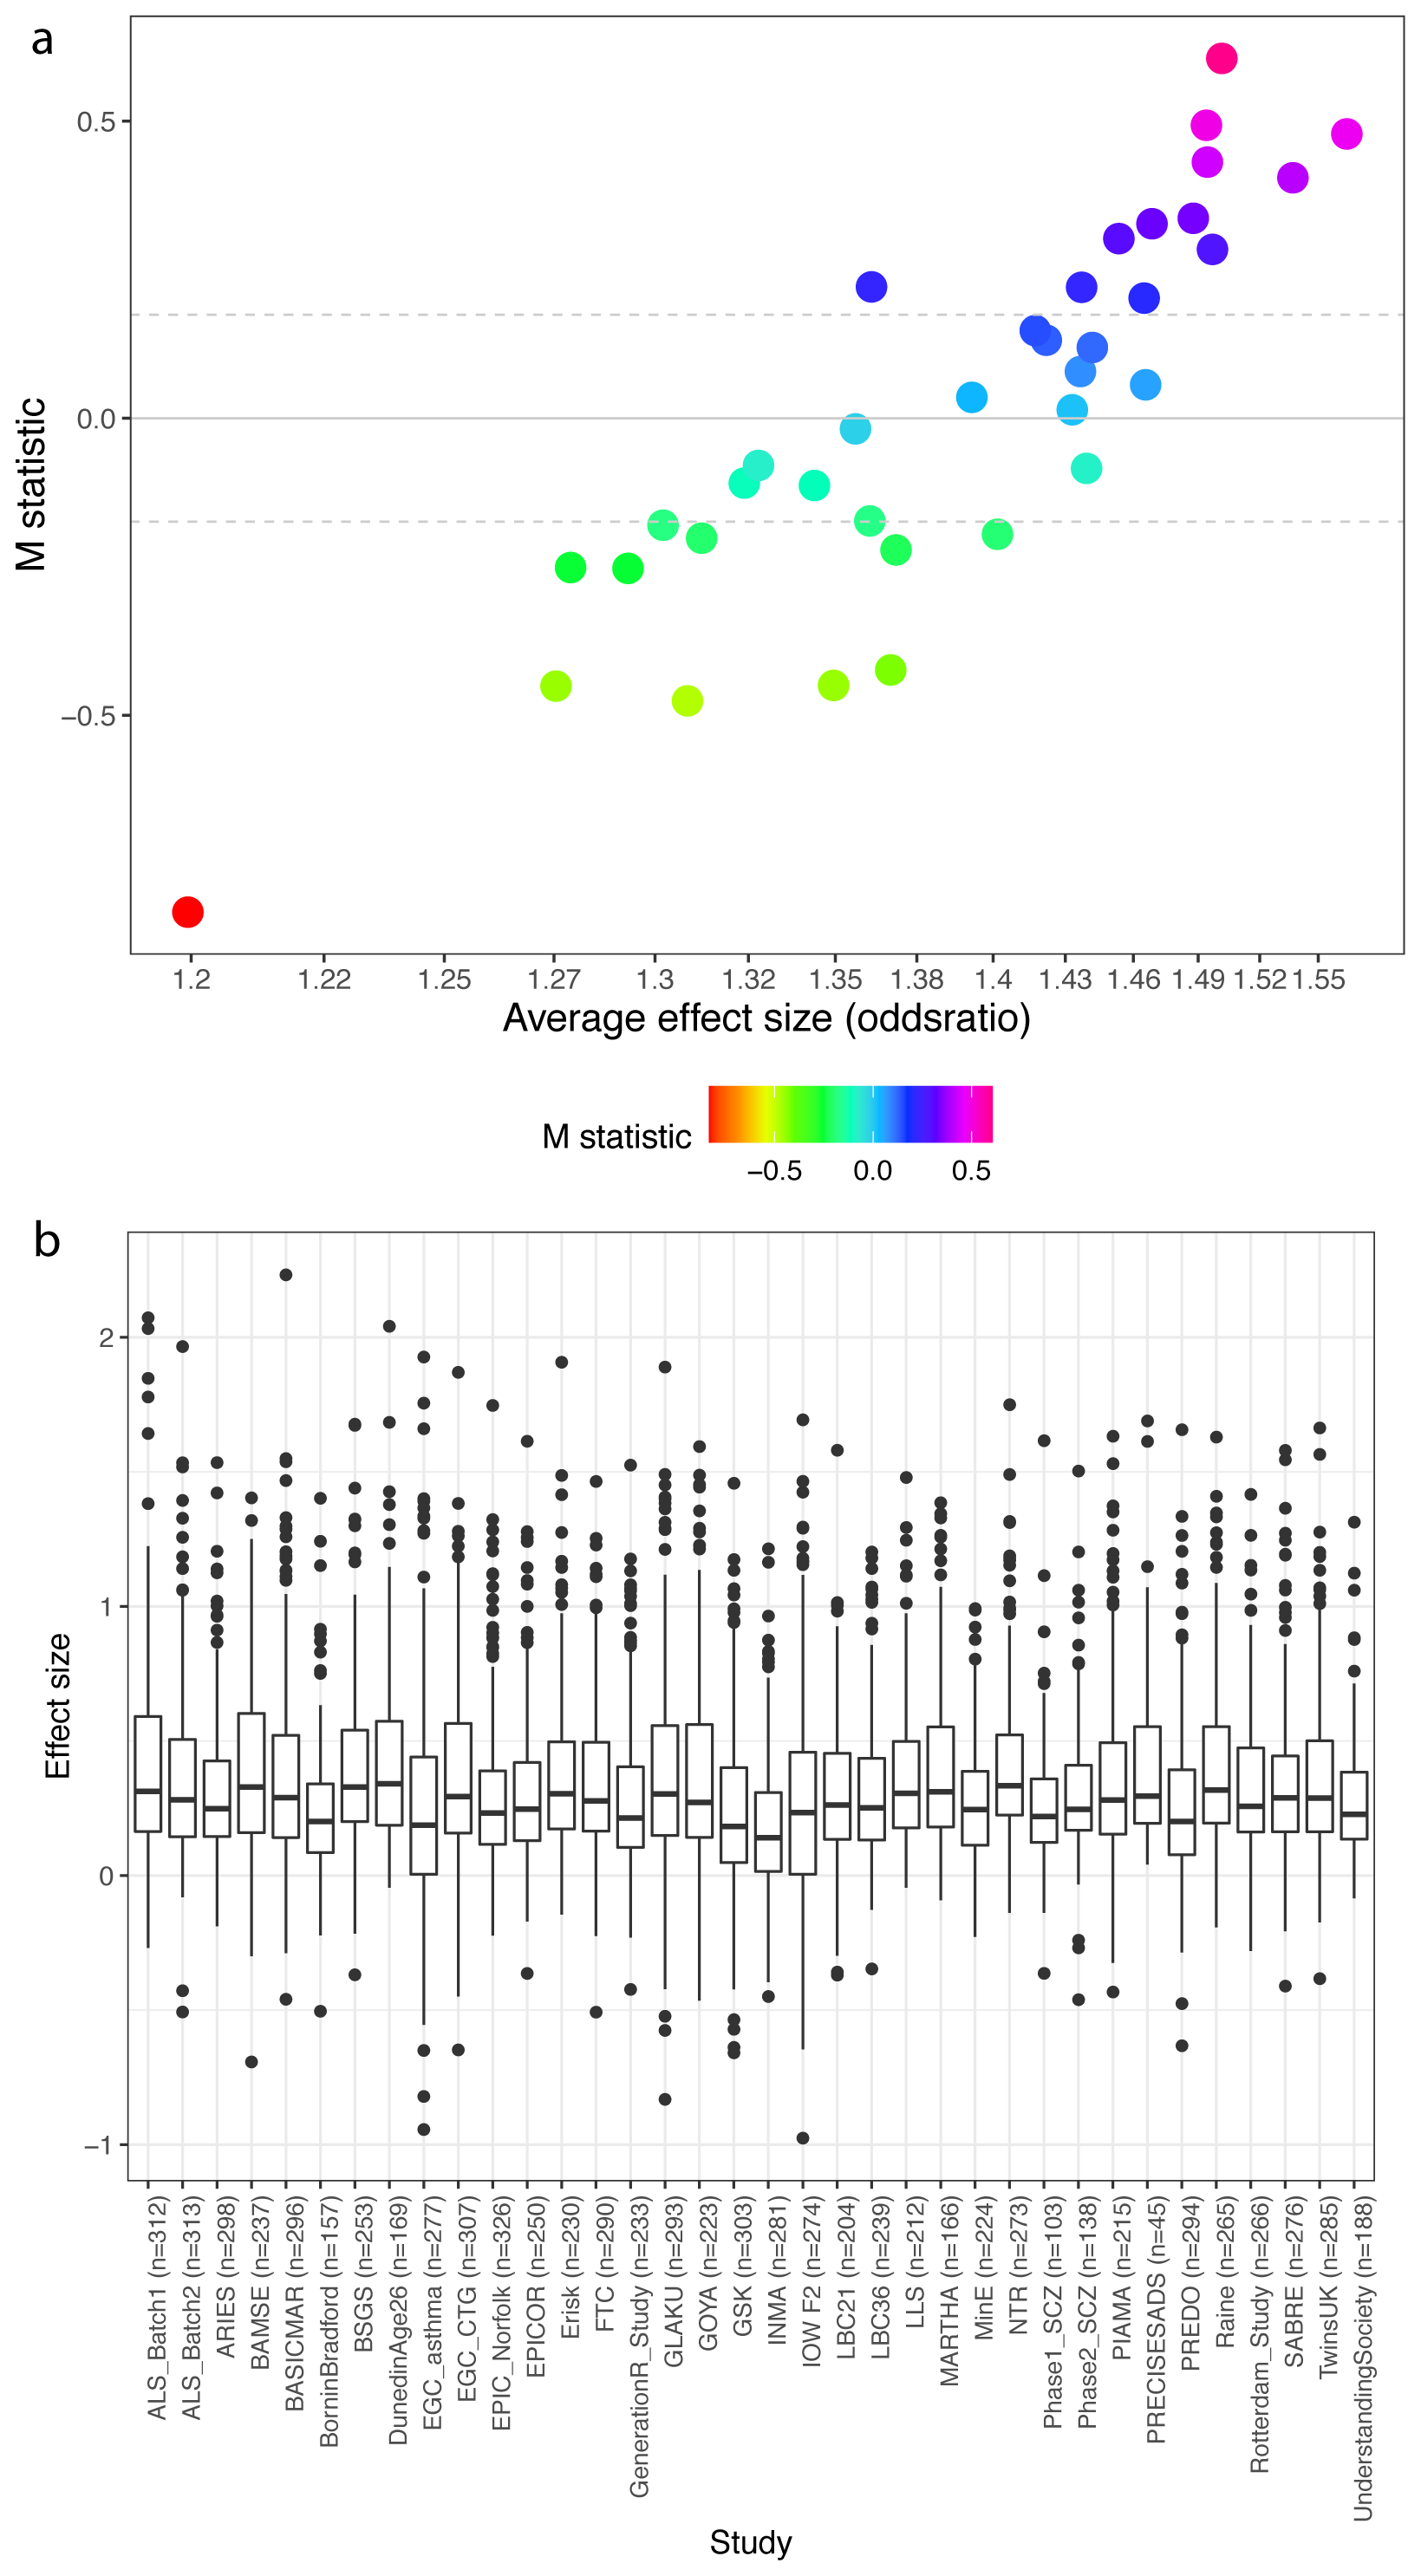 a
0.5
0.0
−0.5
M statistic
1.2 1.22 1.25 1.27 1.3 1.32 1.35 1.38 1.4 1.43 1.46 1.49 1.52 1.55
Average effect size (oddsratio)
M statistic
−0.5 0.0 0.5
b
2
1
0
−1
Effect size
ALS_Batch1 (n=312)
ALS_Batch2 (n=313)
ARIES (n=298)
BAMSE (n=237)
BASICMAR (n=296)
BorninBradford (n=157)
BSGS (n=253)
DunedinAge26 (n=169)
EGC_asthma (n=277)
EGC_CTG (n=307)
EPIC_Norfolk (n=326)
EPICOR (n=250)
Erisk (n=230)
FTC (n=290)
GenerationR_Study (n=233)
GLAKU (n=293)
GOYA (n=223)
GSK (n=303)
INMA (n=281)
IOW F2 (n=274)
LBC21 (n=204)
LBC36 (n=239)
LLS (n=212)
MARTHA (n=166)
MinE (n=224)
NTR (n=273)
Phase1_SCZ (n=103)
Phase2_SCZ (n=138)
PIAMA (n=215)
PRECISESADS (n=45)
PREDO (n=294)
Raine (n=265)
Rotterdam_Study (n=266)
SABRE (n=276)
TwinsUK (n=285)
UnderstandingSociety (n=188)
Study